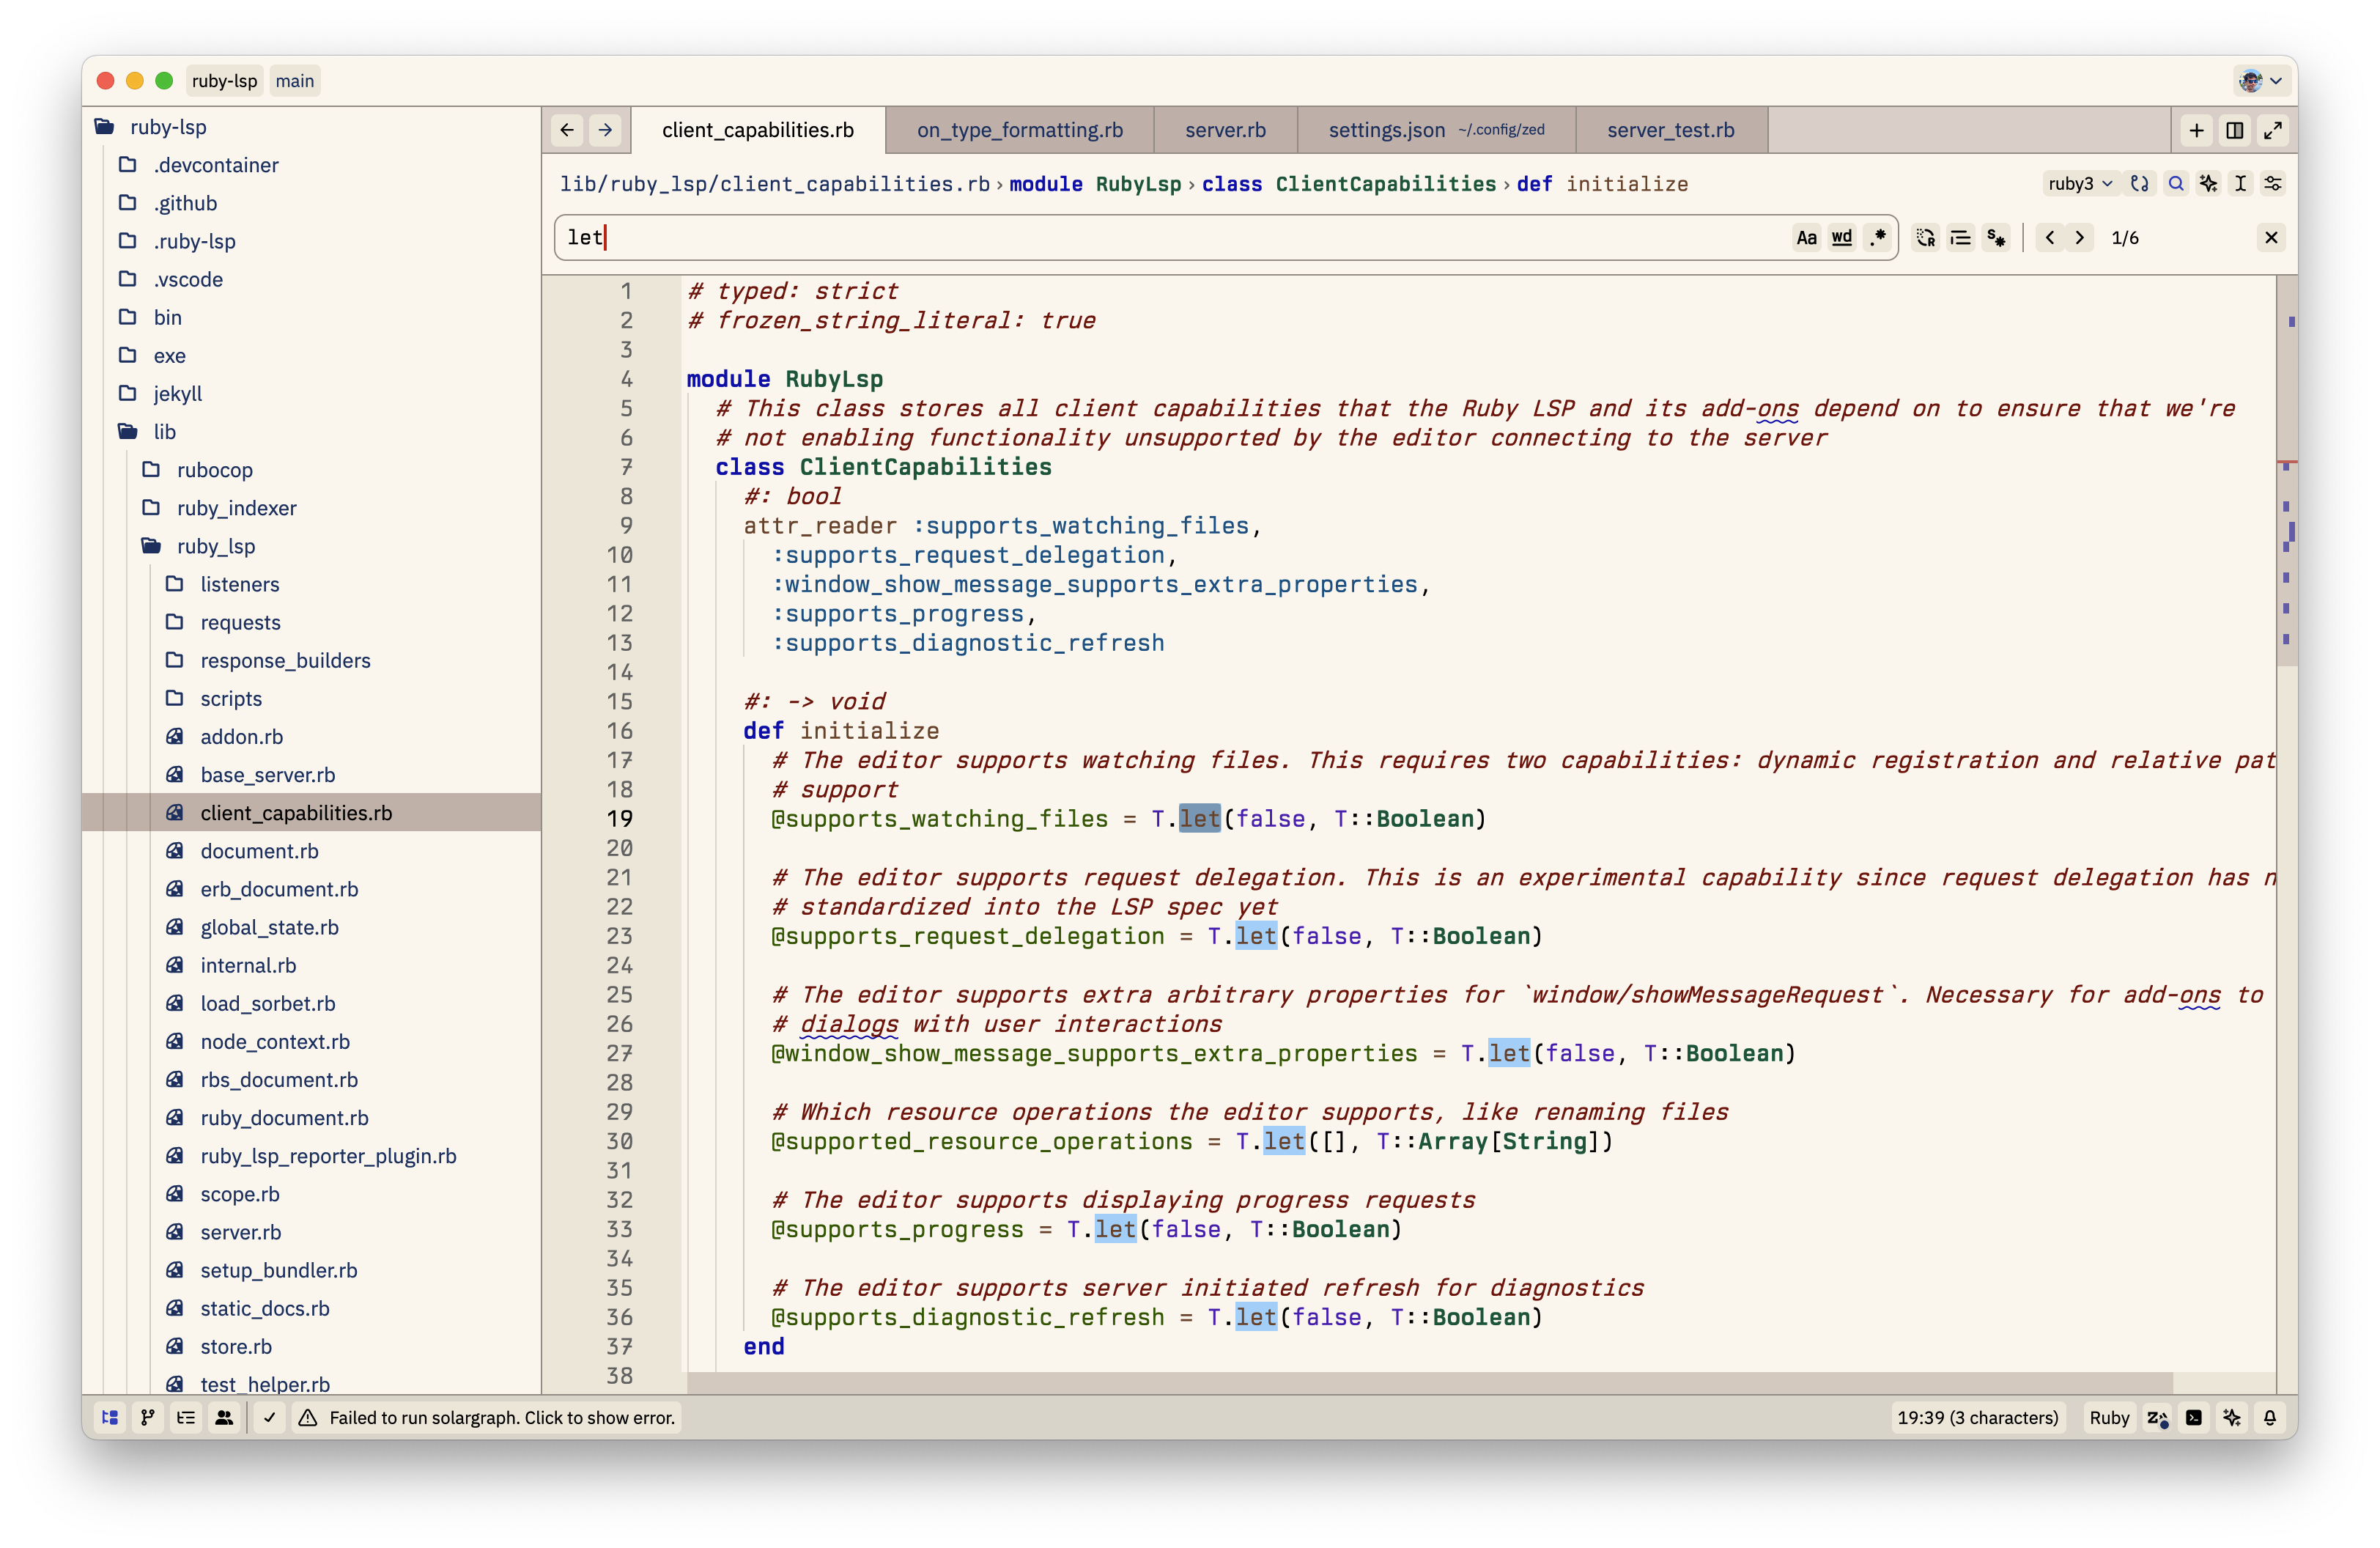 ruby-lsp main
ruby-lsp
.devcontainer
.github
.ruby-lsp
.vscode
bin
exe
jekyll
lib
rubocop
ruby_indexer
ruby_lsp
listeners
requests
response_builders
scripts
addon.rb
base_server.rb
client_capabilities.rb
document.rb
erb_document.rb
global_state.rb
internal.rb
load_sorbet.rb
node_context.rb
rbs_document.rb
ruby_document.rb
ruby_lsp_reporter_plugin.rb
scope.rb
server.rb
setup_bundler.rb
static_docs.rb
store.rb
test_helper.rb
client_capabilities.rb on_type_formatting.rb server.rb settings.json ~/.config/zed server_test.rb
lib/ruby_lsp/client_capabilities.rb › module RubyLsp › class ClientCapabilities › def initialize ruby3
let Aa wd .* 1/6
1 # typed: strict
2 # frozen_string_literal: true
3
4 module RubyLsp
5 # This class stores all client capabilities that the Ruby LSP and its add-ons depend on to ensure that we're
6 # not enabling functionality unsupported by the editor connecting to the server
7 class ClientCapabilities
8 #: bool
9 attr_reader :supports_watching_files,
10 :supports_request_delegation,
11 :window_show_message_supports_extra_properties,
12 :supports_progress,
13 :supports_diagnostic_refresh
14
15 #: -> void
16 def initialize
17 # The editor supports watching files. This requires two capabilities: dynamic registration and relative pat
18 # support
19 @supports_watching_files = T.let(false, T::Boolean)
20
21 # The editor supports request delegation. This is an experimental capability since request delegation has n
22 # standardized into the LSP spec yet
23 @supports_request_delegation = T.let(false, T::Boolean)
24
25 # The editor supports extra arbitrary properties for `window/showMessageRequest`. Necessary for add-ons to
26 # dialogs with user interactions
27 @window_show_message_supports_extra_properties = T.let(false, T::Boolean)
28
29 # Which resource operations the editor supports, like renaming files
30 @supported_resource_operations = T.let([], T::Array[String])
31
32 # The editor supports displaying progress requests
33 @supports_progress = T.let(false, T::Boolean)
34
35 # The editor supports server initiated refresh for diagnostics
36 @supports_diagnostic_refresh = T.let(false, T::Boolean)
37 end
38
Failed to run solargraph. Click to show error. 19:39 (3 characters) Ruby